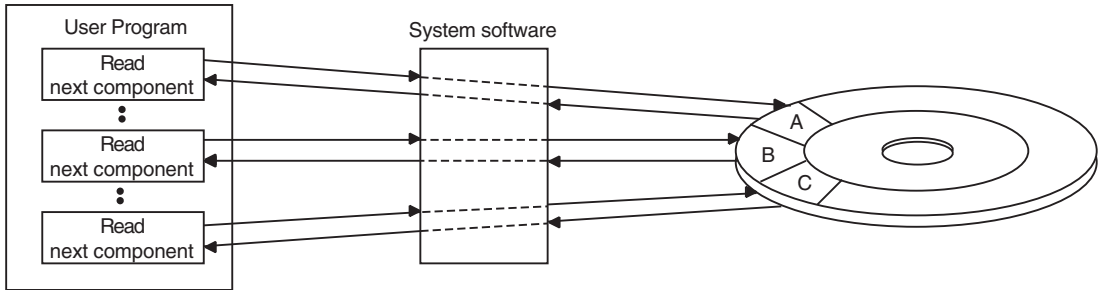 User Program
System software
Read
next component
A
Read
next component
B
C
Read
next component